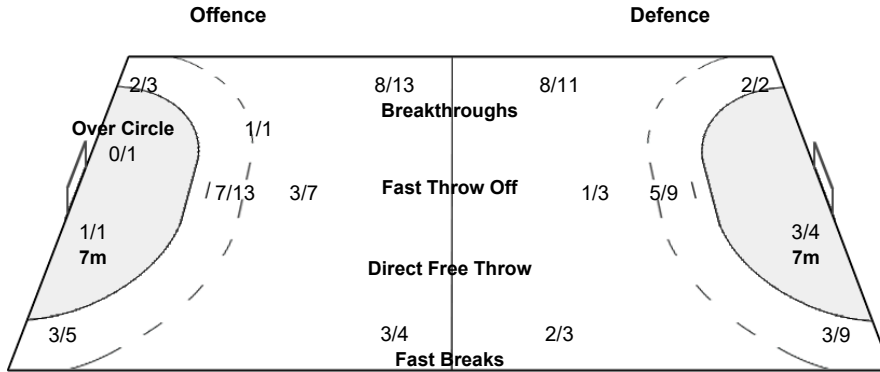 Offence Defence
2/3 8/13 8/11 2/2
Breakthroughs
Over Circle 1/1
0/1
7/13 3/7 Fast Throw Off 1/3 5/9
1/1 3/4
7m 7m
Direct Free Throw
3/5 3/4 2/3 3/9
Fast Breaks